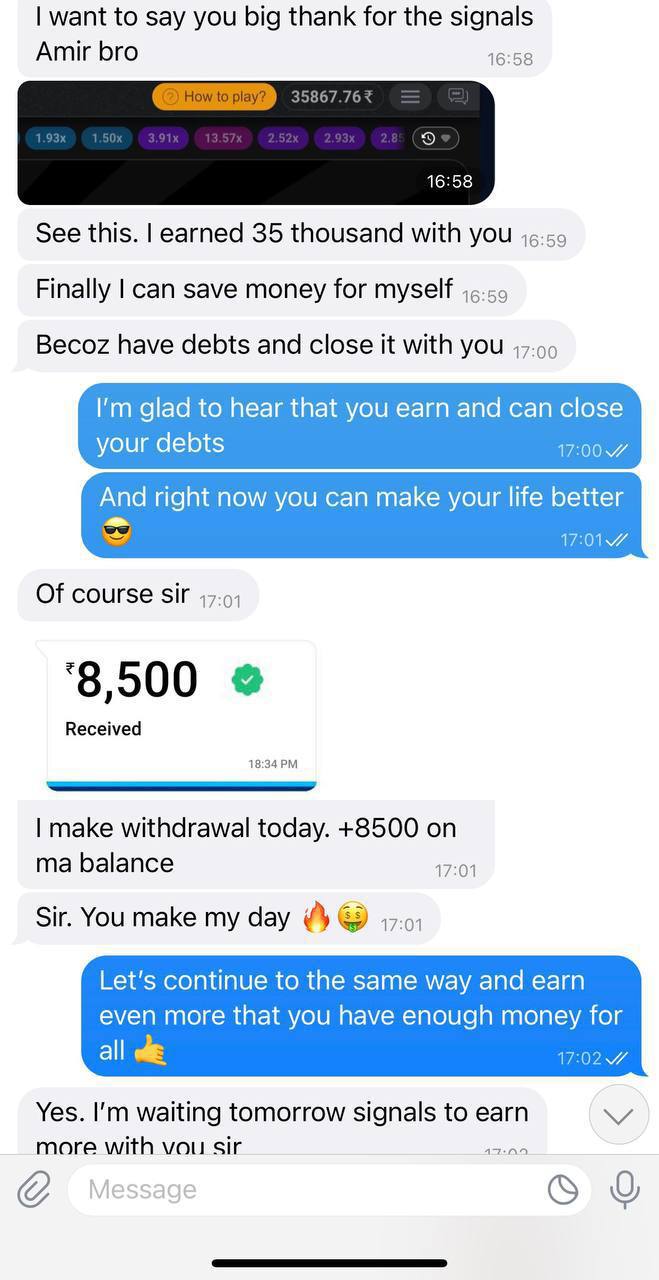 I want to say you big thank for the signals
Amir bro
16:58
How to play?
35867.76 ₹
1.93x
1.50x
3.91x
13.57x
2.52x
2.93x
2.85
16:58
See this. I earned 35 thousand with you
16:59
Finally I can save money for myself
16:59
Becoz have debts and close it with you
17:00
I'm glad to hear that you earn and can close
your debts
17:00
And right now you can make your life better
😎
17:01
Of course sir
17:01
₹8,500
Received
18:34 PM
I make withdrawal today. +8500 on
ma balance
17:01
Sir. You make my day 🔥🤑
17:01
Let's continue to the same way and earn
even more that you have enough money for
all 🤙
17:02
Yes. I'm waiting tomorrow signals to earn
more with you sir
Message